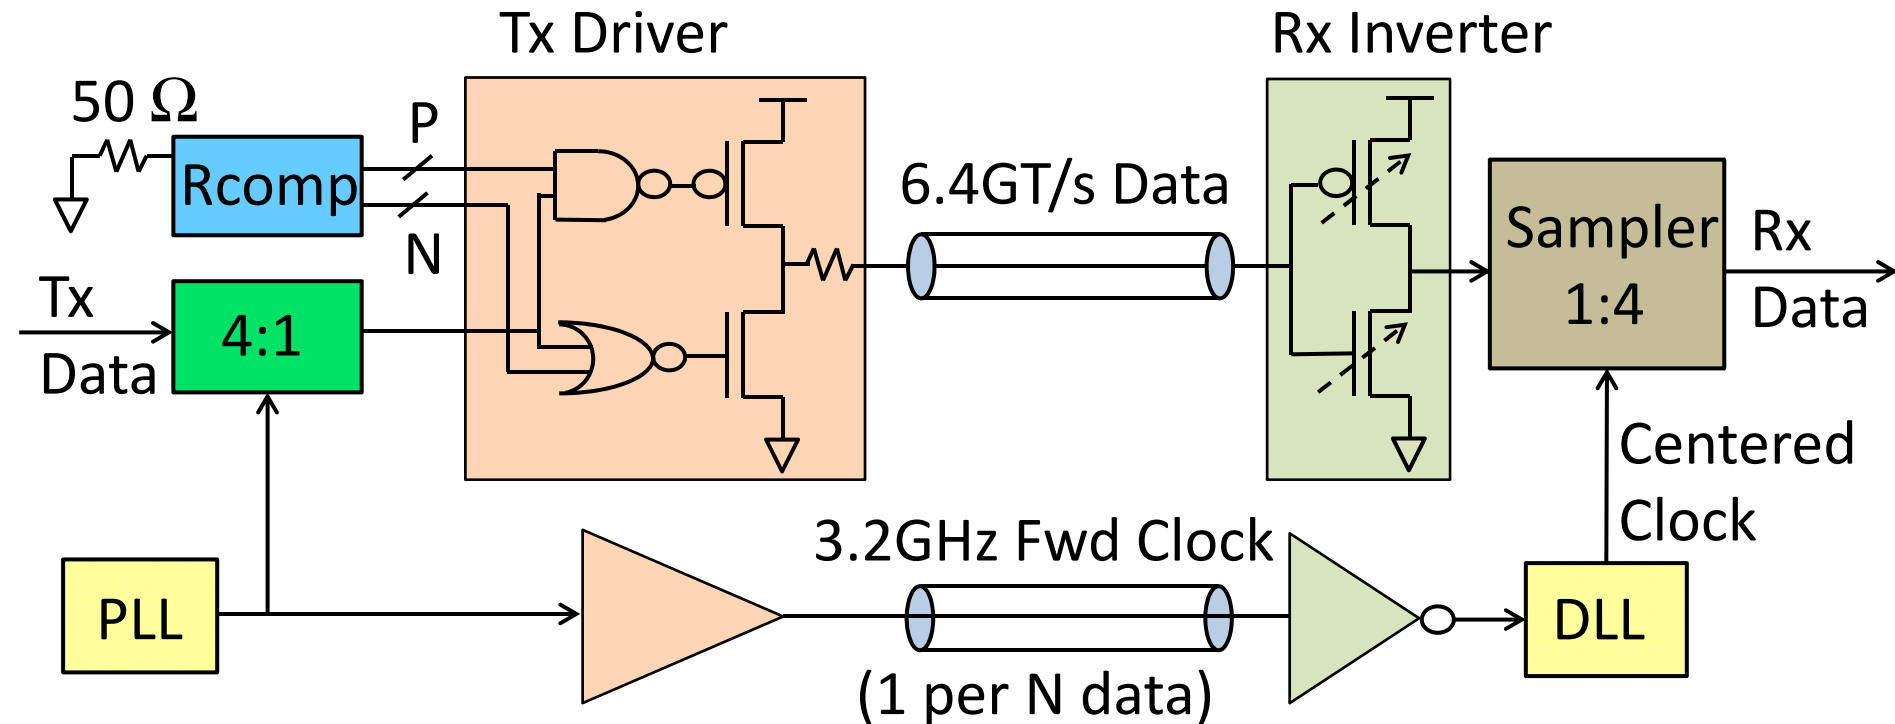 Tx Driver
Rx Inverter
50 Ω
P
Rcomp
N
6.4GT/s Data
Sampler
1:4
Rx
Data
Tx
Data
4:1
Centered
Clock
3.2GHz Fwd Clock
PLL
DLL
(1 per N data)